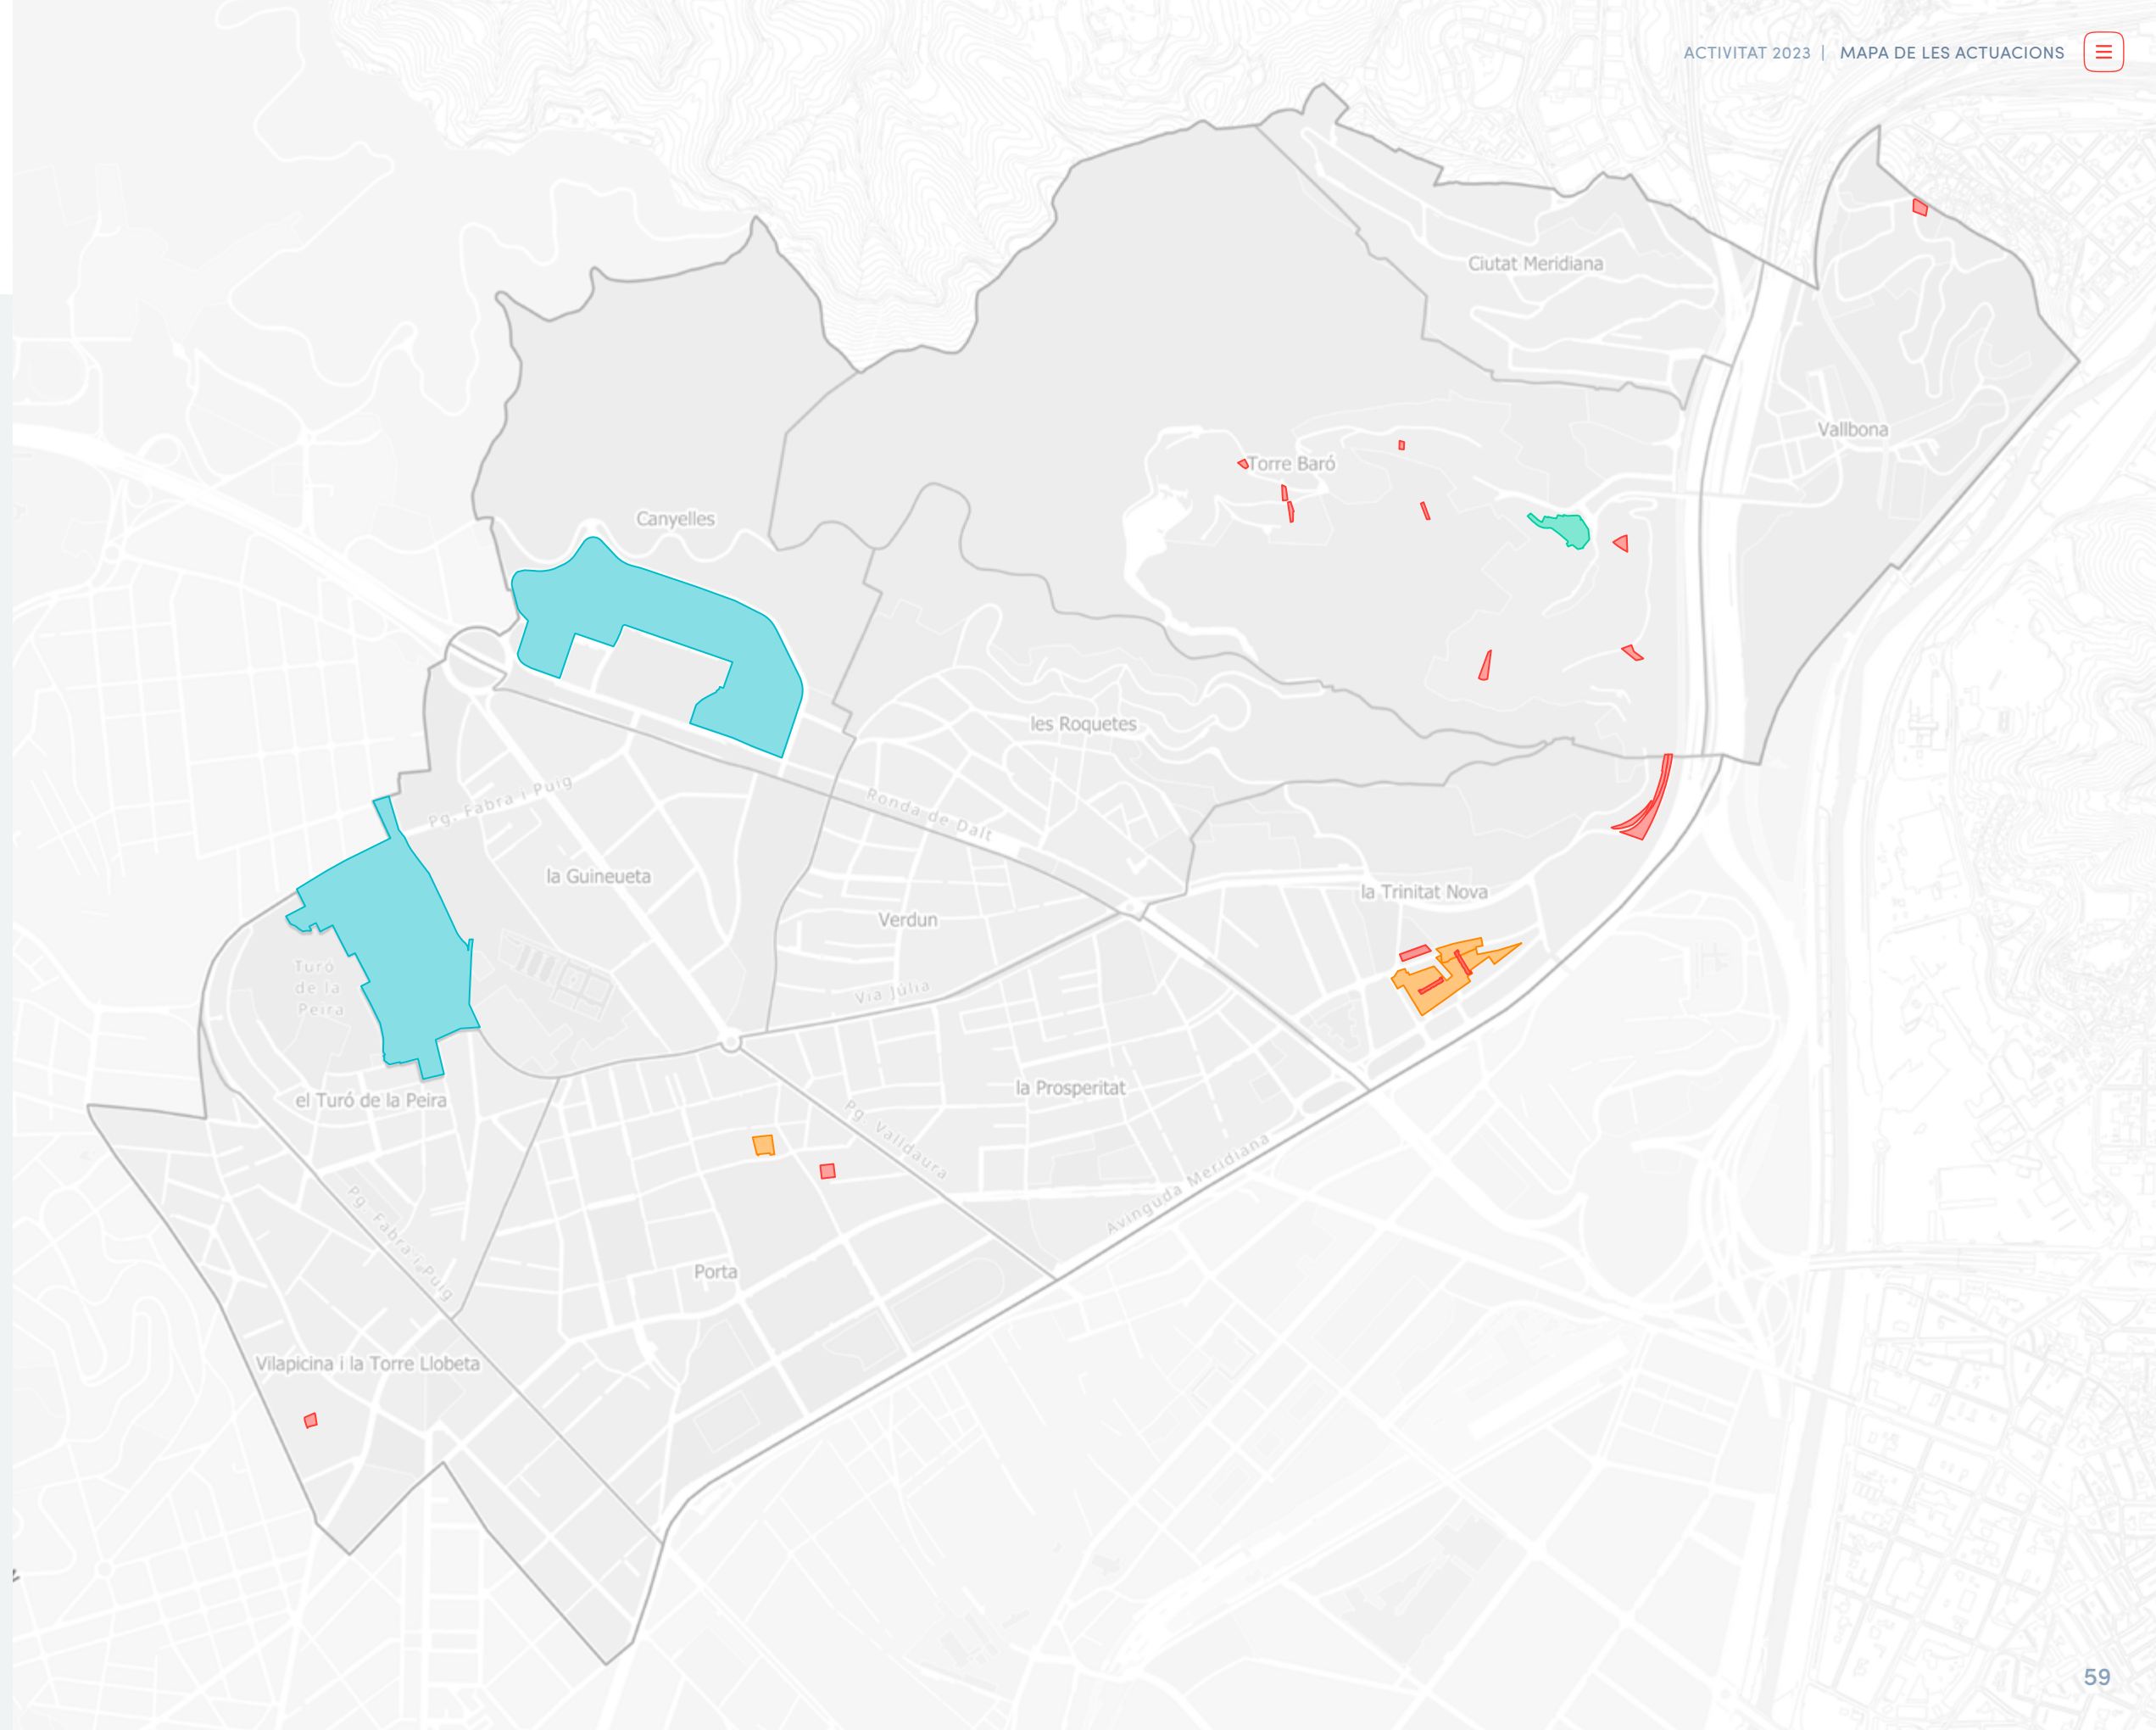 ACTIVITAT 2023 | MAPA DE LES ACTUACIONS
Ciutat Meridiana
Vallbona
Torre Baró
Canyelles
les Roquetes
Pg. Fabra i Puig
Ronda de Dalt
la Guineueta
la Trinitat Nova
Verdun
Turó
de la
Peira
Via Júlia
la Prosperitat
el Turó de la Peira
Pg. Valldaura
Avinguda Meridiana
Pg. Fabra i Puig
Porta
Vilapicina i la Torre Llobeta
59